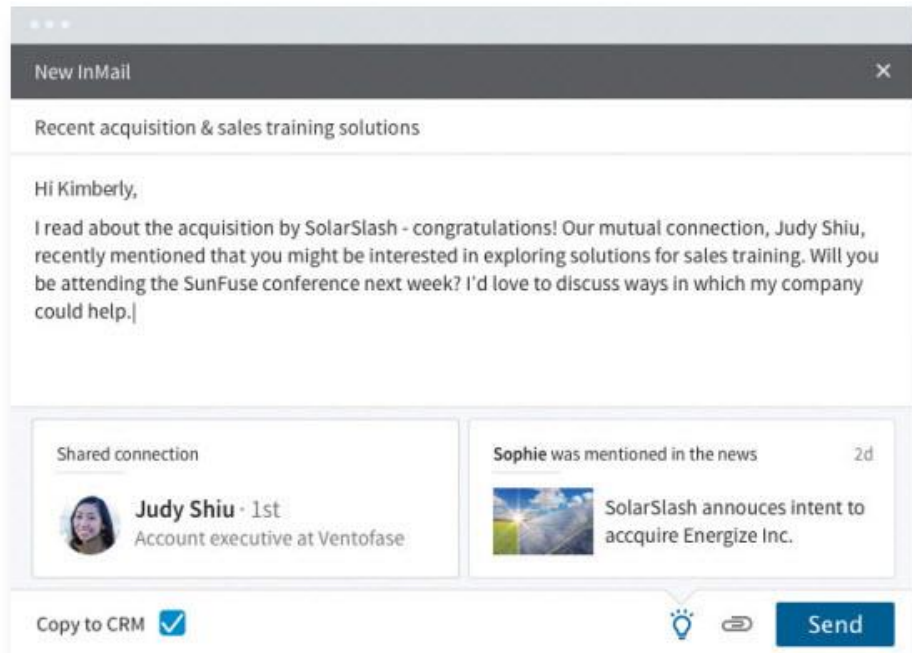 New InMail
Recent acquisition & sales training solutions
Hi Kimberly,
I read about the acquisition by SolarSlash - congratulations! Our mutual connection, Judy Shiu,
recently mentioned that you might be interested in exploring solutions for sales training. Will you
be attending the SunFuse conference next week? I'd love to discuss ways in which my company
could help.
Shared connection
Judy Shiu · 1st
Account executive at Ventofase
Sophie was mentioned in the news 2d
SolarSlash annouces intent to
accquire Energize Inc.
Copy to CRM
Send